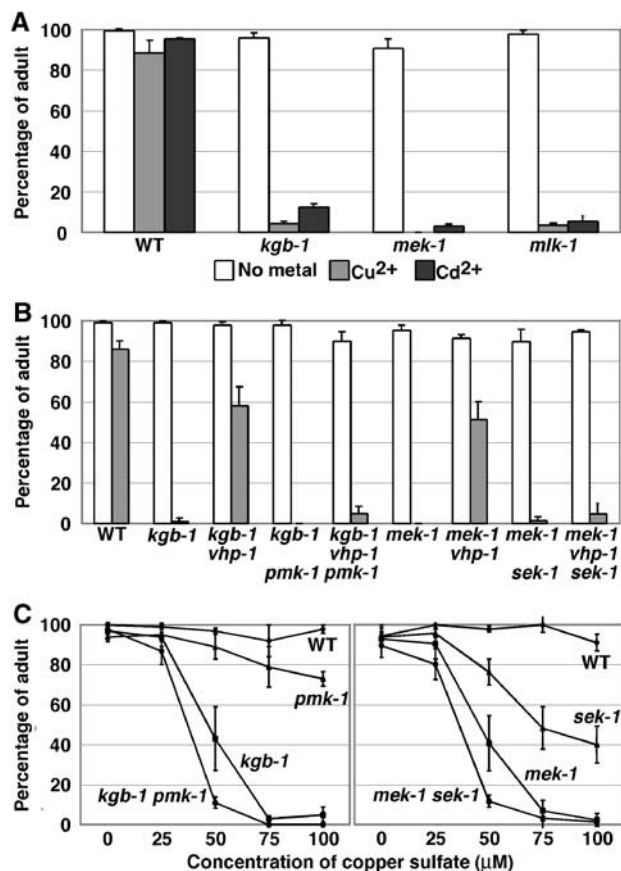 A
Percentage of adult
100
80
60
40
20
0
WT kgb-1 mek-1 mlk-1
No metal Cu2+ Cd2+
B
Percentage of adult
100
80
60
40
20
0
WT kgb-1 kgb-1 kgb-1 kgb-1 mek-1 mek-1 mek-1 mek-1
vhp-1 vhp-1 vhp-1 vhp-1
pmk-1 pmk-1 sek-1 sek-1
C
Percentage of adult
100
80
60
40
20
0
WT
pmk-1
kgb-1
kgb-1 pmk-1
0 25 50 75 100
WT
sek-1
mek-1
mek-1 sek-1
0 25 50 75 100
Concentration of copper sulfate (μM)